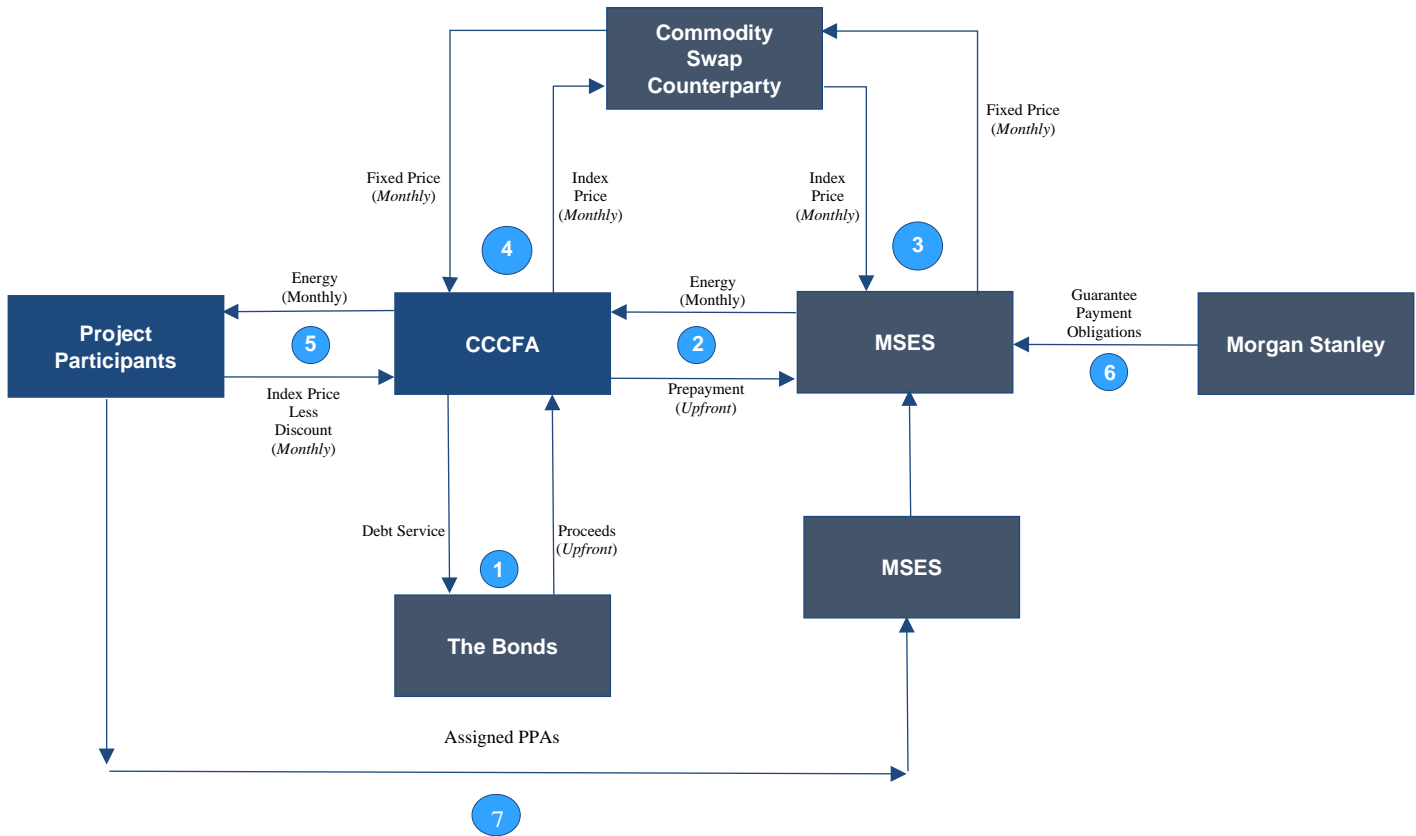 Commodity
Swap
Counterparty
Fixed Price
(Monthly)
Fixed Price
(Monthly)
Index
Price
(Monthly)
Index
Price
(Monthly)
4
3
Energy
(Monthly)
Energy
(Monthly)
Guarantee
Payment
Obligations
Project
Participants
5
CCCFA
2
MSES
Morgan Stanley
6
Index Price
Less
Discount
(Monthly)
Prepayment
(Upfront)
Debt Service
Proceeds
(Upfront)
1
MSES
The Bonds
Assigned PPAs
7